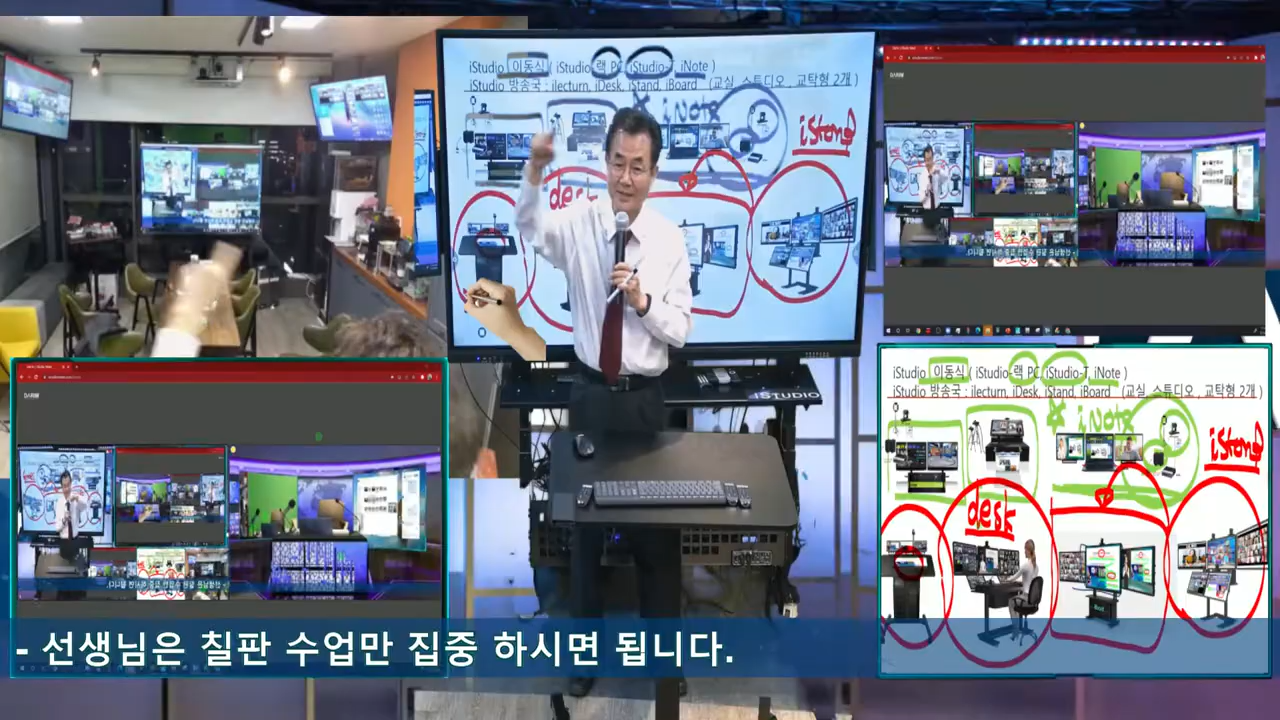 iStudio 이동식 ( iStudio-랙 PC, iStudio-T, iNote )
iStudio 방송국 : ilecturn, iDesk, iStand, iBoard (교실, 스튜디오 , 교탁형 2개 )
iNote
iStand
desk
iStudio
DARIM
DARIM
iStudio 이동식 ( iStudio-랙 PC, iStudio-T, iNote )
iStudio 방송국 : ilecturn, iDesk, iStand, iBoard (교실, 스튜디오 , 교탁형 2개 )
iNote
iStand
desk
- 선생님은 칠판 수업만 집중 하시면 됩니다.